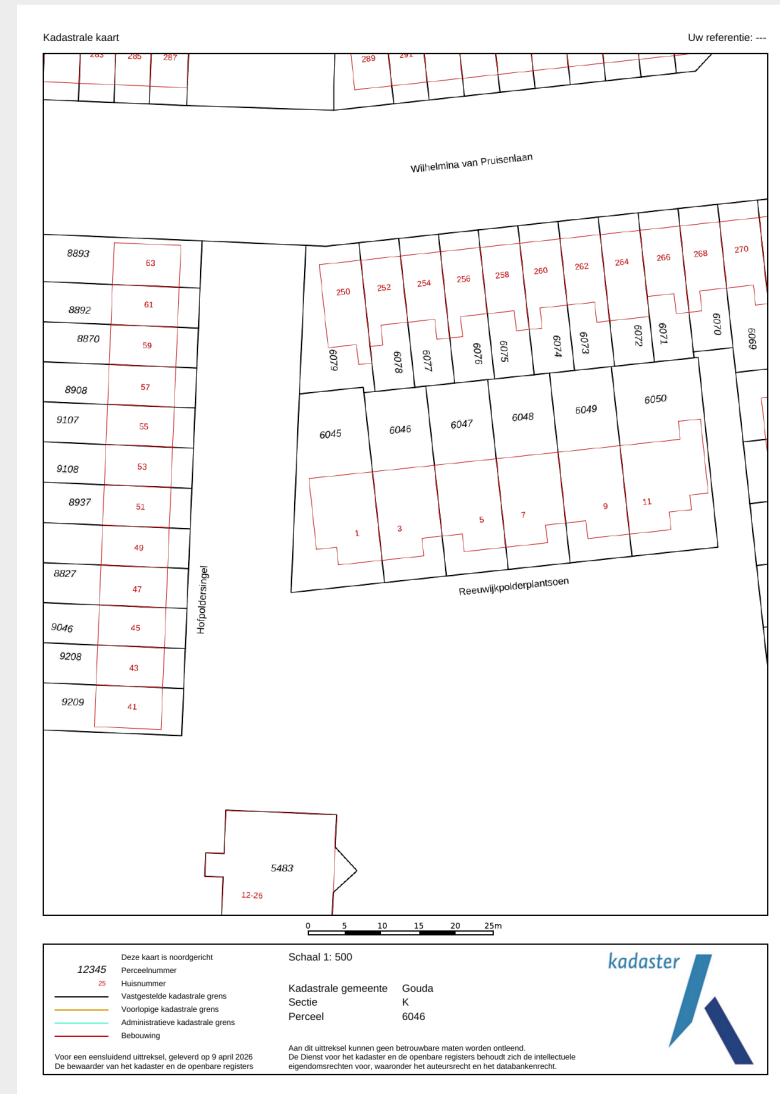 Kadastrale kaart
Uw referentie: ---
283 285 287 289 291
Wilhelmina van Pruisenlaan
8893 63
8892 61
8870 59
8908 57
9107 55
9108 53
8937 51
49
8827 47
9046 45
9208 43
9209 41
Hofpoldersingel
250 252 254 256 258 260 262 264 266 268 270
6079 6078 6077 6076 6075 6074 6073 6072 6071 6070 6069
6045 6046 6047 6048 6049 6050
1 3 5 7 9 11
Reeuwijkpolderplantsoen
5483
12-26
0 5 10 15 20 25m
Deze kaart is noordgericht
12345 Perceelnummer
25 Huisnummer
Vastgestelde kadastrale grens
Voorlopige kadastrale grens
Administratieve kadastrale grens
Bebouwing
Voor een eensluidend uittreksel, geleverd op 9 april 2026
De bewaarder van het kadaster en de openbare registers
Schaal 1: 500
Kadastrale gemeente Gouda
Sectie K
Perceel 6046
Aan dit uittreksel kunnen geen betrouwbare maten worden ontleend.
De Dienst voor het kadaster en de openbare registers behoudt zich de intellectuele
eigendomsrechten voor, waaronder het auteursrecht en het databankenrecht.
kadaster